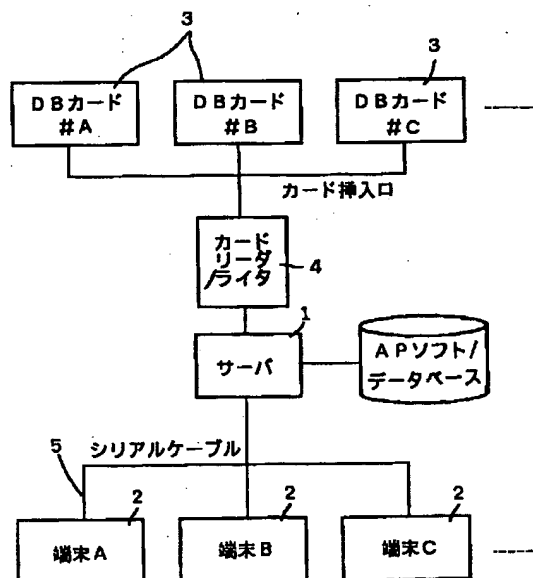 3
3
DBカード
#A
DBカード
#B
DBカード
#C
カード挿入口
カード
リーダ
/ライタ
4
1
サーバ
APソフト/
データベース
シリアルケーブル
5
2
2
2
端末A
端末B
端末C